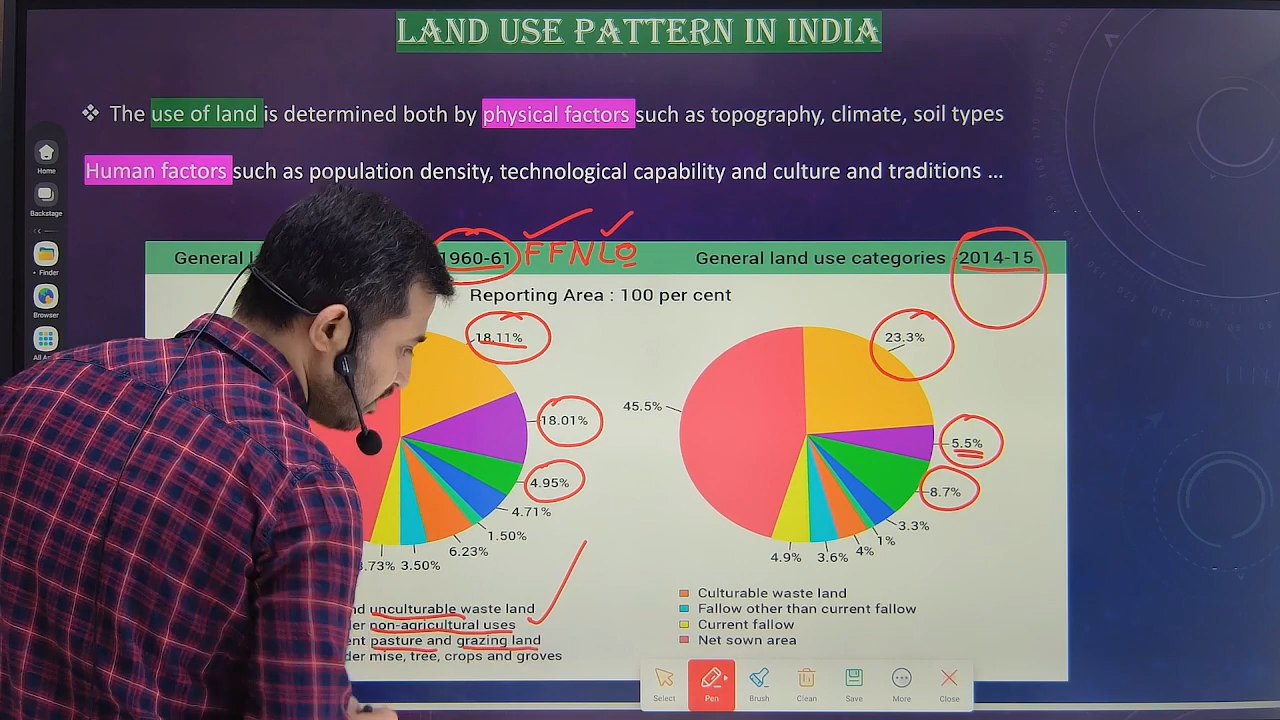 LAND USE PATTERN IN INDIA
❖ The use of land is determined both by physical factors such as topography, climate, soil types
Human factors such as population density, technological capability and culture and traditions ...
Home
Backstage
Finder
Browser
General
1960-61
FFNLO
General land use categories -2014-15
Reporting Area : 100 per cent
18.11%
18.01%
4.95%
4.71%
1.50%
6.23%
3.50%
.73%
23.3%
5.5%
8.7%
3.3%
1%
4%
3.6%
4.9%
45.5%
unculturable waste land
non-agricultural uses
pasture and grazing land
mise, tree, crops and groves
Culturable waste land
Fallow other than current fallow
Current fallow
Net sown area
Select
Pen
Brush
Clean
Save
More
Close